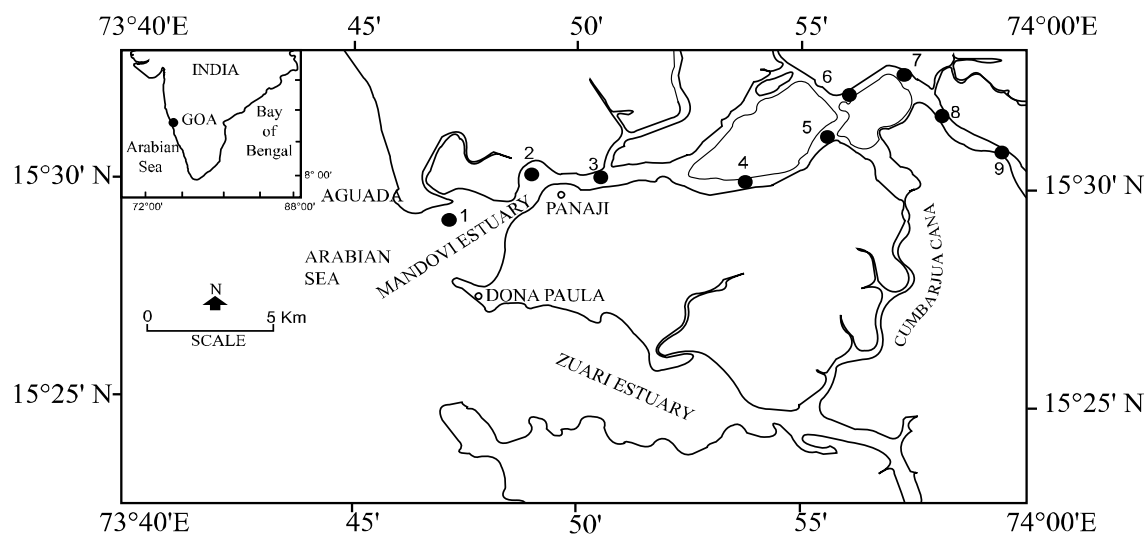 73°40'E 45' 50' 55' 74°00'E
INDIA
GOA
Bay
of
Bengal
Arabian
Sea
8° 00'
72°00' 88°00'
15°30' N 15°30' N
AGUADA
1
2
3
4
5
6
7
8
9
PANAJI
MANDOVI ESTUARY
ARABIAN
SEA
DONA PAULA
CUMBARJUA CANA
N
0 5 Km
SCALE
ZUARI ESTUARY
15°25' N 15°25' N
73°40'E 45' 50' 55' 74°00'E